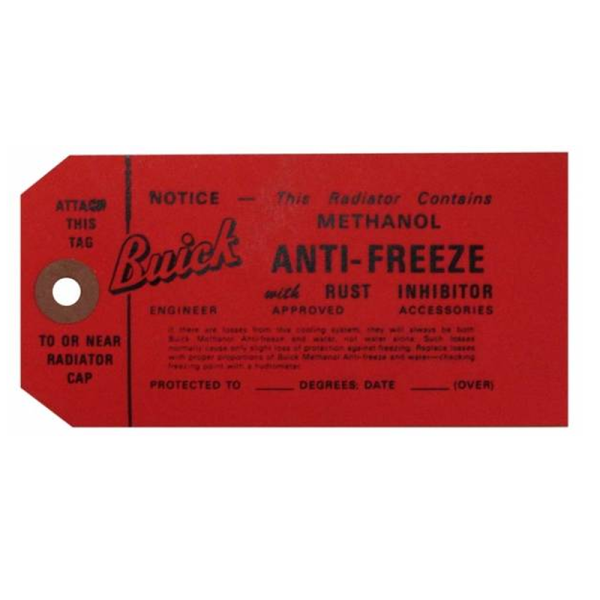 ATTACH
THIS
TAG
TO OR NEAR
RADIATOR
CAP
NOTICE — This Radiator Contains
METHANOL
Buick ANTI-FREEZE
with RUST INHIBITOR
ENGINEER APPROVED ACCESSORIES
If there are losses from this cooling system, they will always be both
Buick Methanol Anti-freeze and water, not water alone. Such losses
normally cause only slight loss of protection against freezing. Replace losses
with proper proportions of Buick Methanol Anti-freeze and water—checking
freezing point with a hydrometer.
PROTECTED TO ____ DEGREES: DATE ____ (OVER)